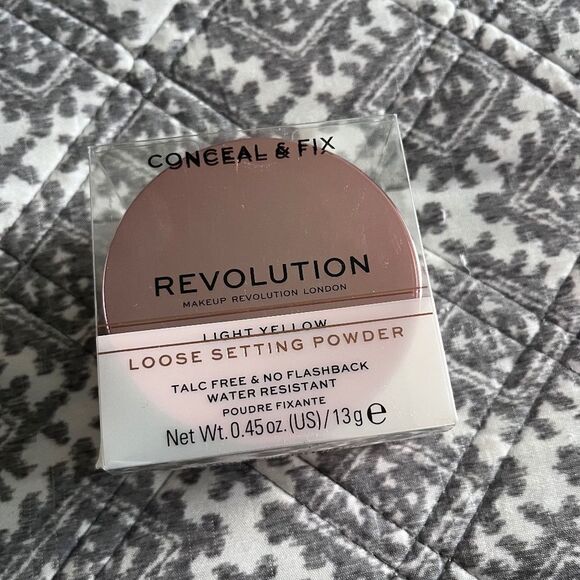 CONCEAL & FIX
REVOLUTION
MAKEUP REVOLUTION LONDON
LIGHT YELLOW
LOOSE SETTING POWDER
TALC FREE & NO FLASHBACK
WATER RESISTANT
POUDRE FIXANTE
Net Wt. 0.45 oz. (US) / 13 g ℮